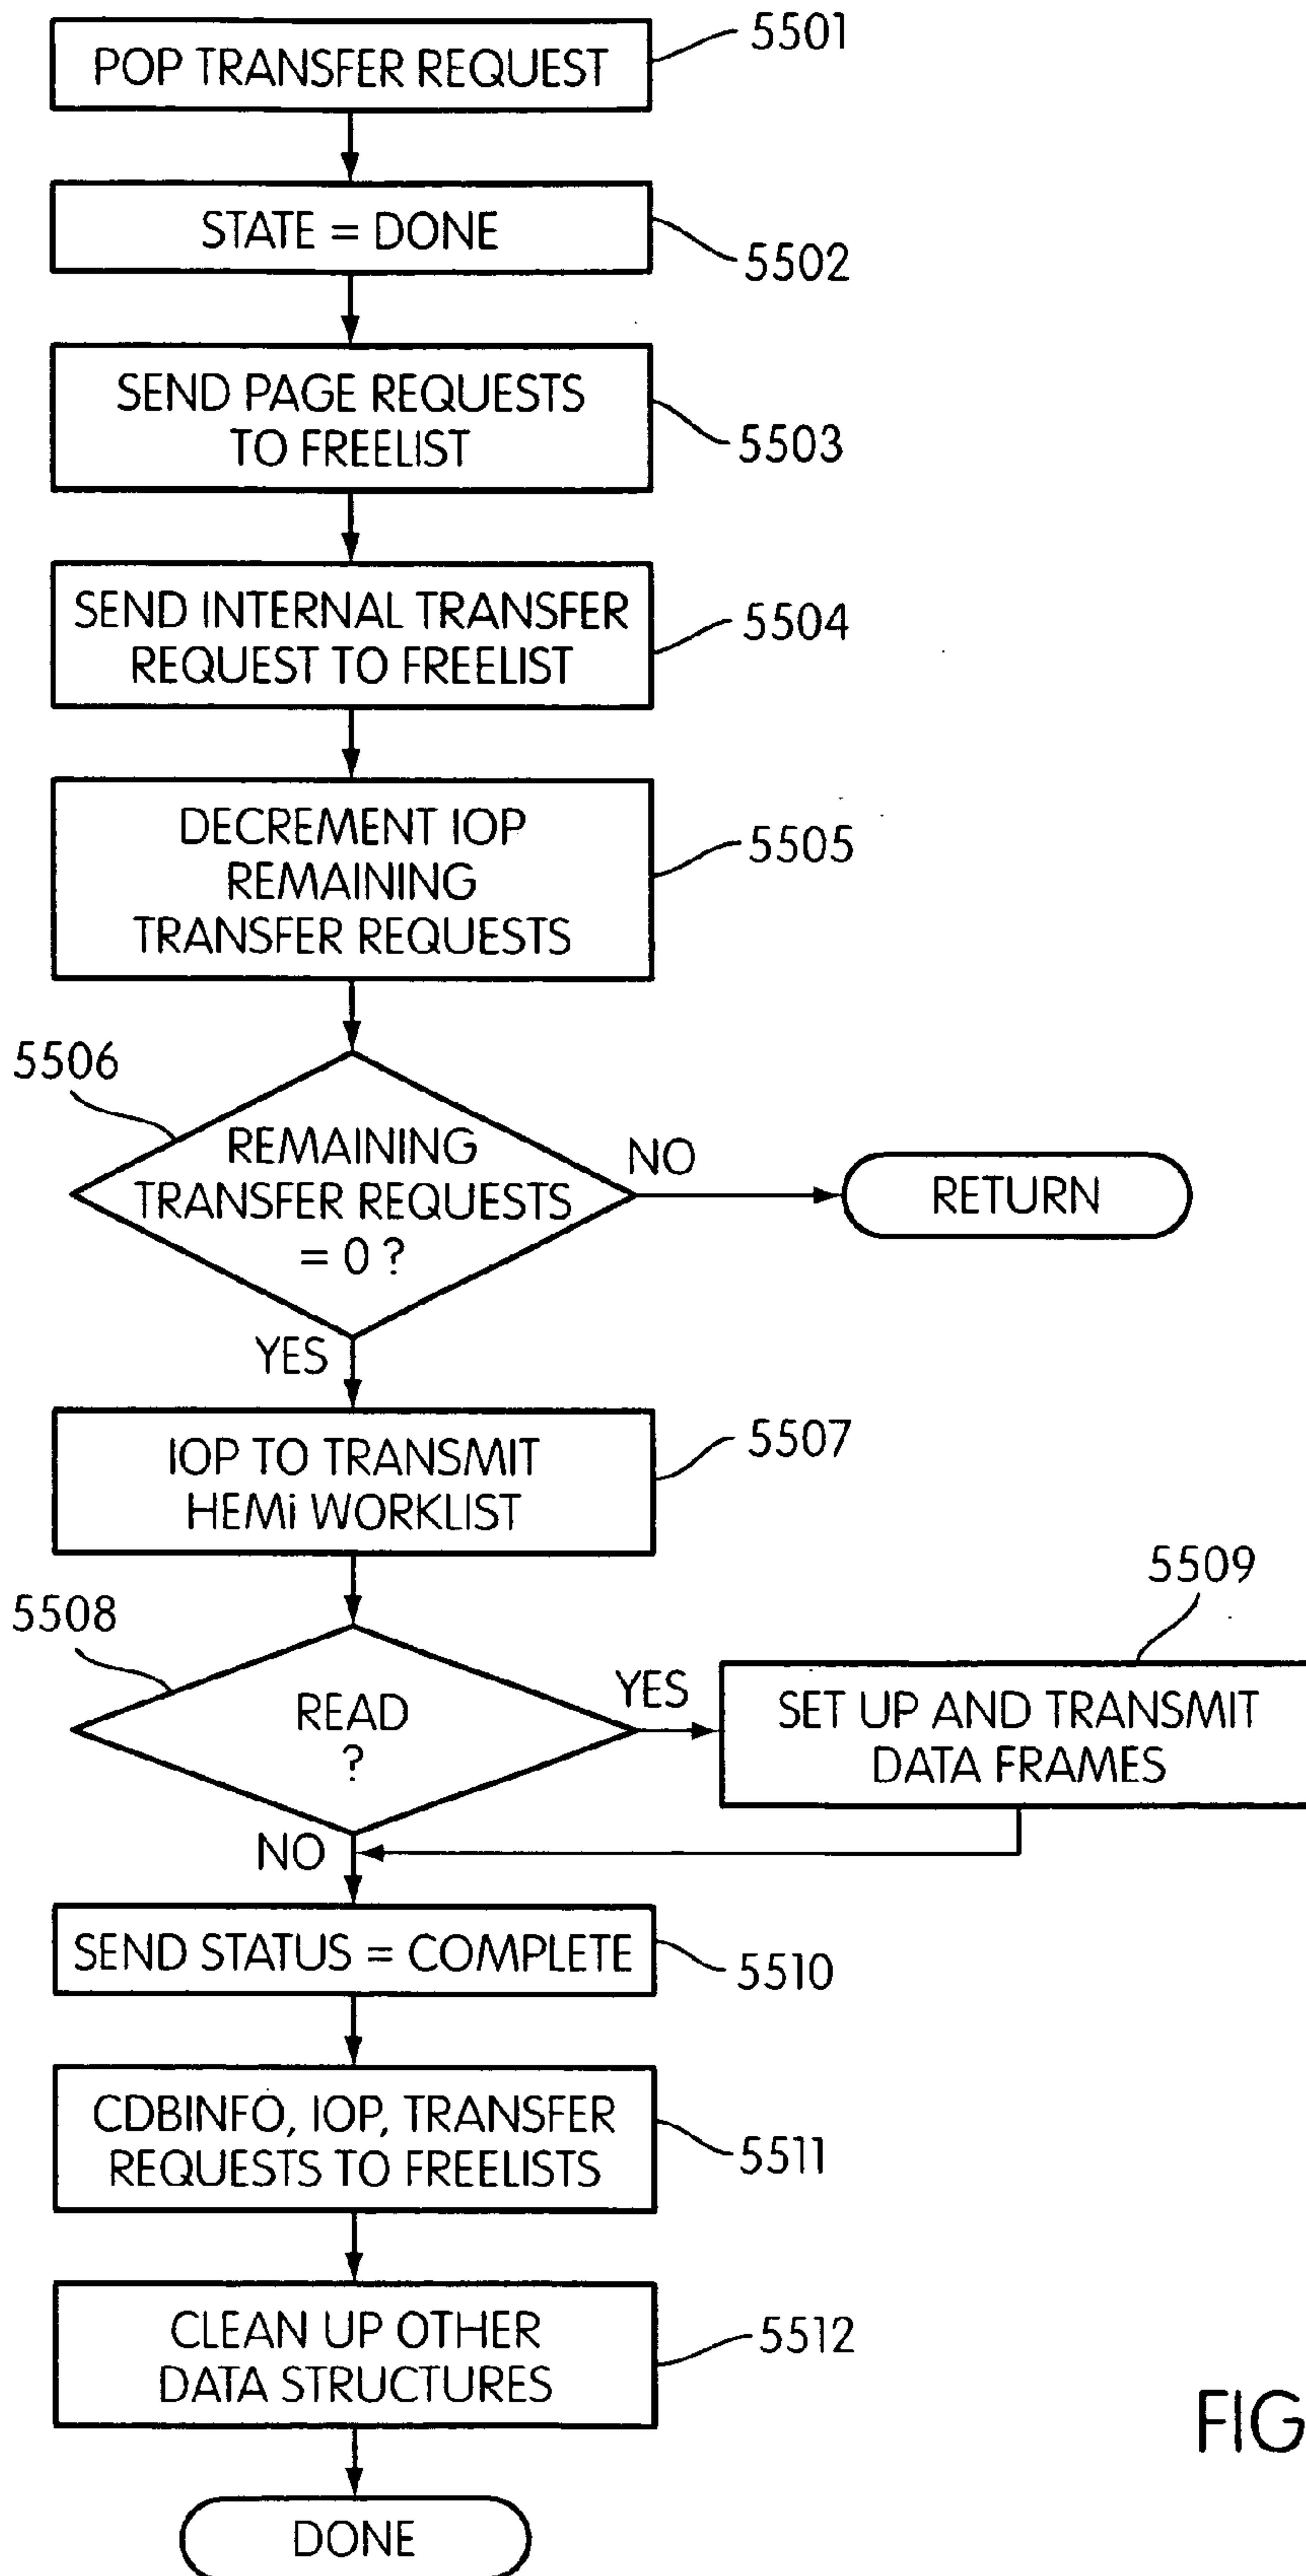 POP TRANSFER REQUEST
5501
STATE = DONE
5502
SEND PAGE REQUESTS
TO FREELIST
5503
SEND INTERNAL TRANSFER
REQUEST TO FREELIST
5504
DECREMENT IOP
REMAINING
TRANSFER REQUESTS
5505
5506
REMAINING
TRANSFER REQUESTS
= 0 ?
NO
RETURN
YES
IOP TO TRANSMIT
HEMi WORKLIST
5507
5508
READ
?
YES
5509
SET UP AND TRANSMIT
DATA FRAMES
NO
SEND STATUS = COMPLETE
5510
CDBINFO, IOP, TRANSFER
REQUESTS TO FREELISTS
5511
CLEAN UP OTHER
DATA STRUCTURES
5512
DONE
FIG